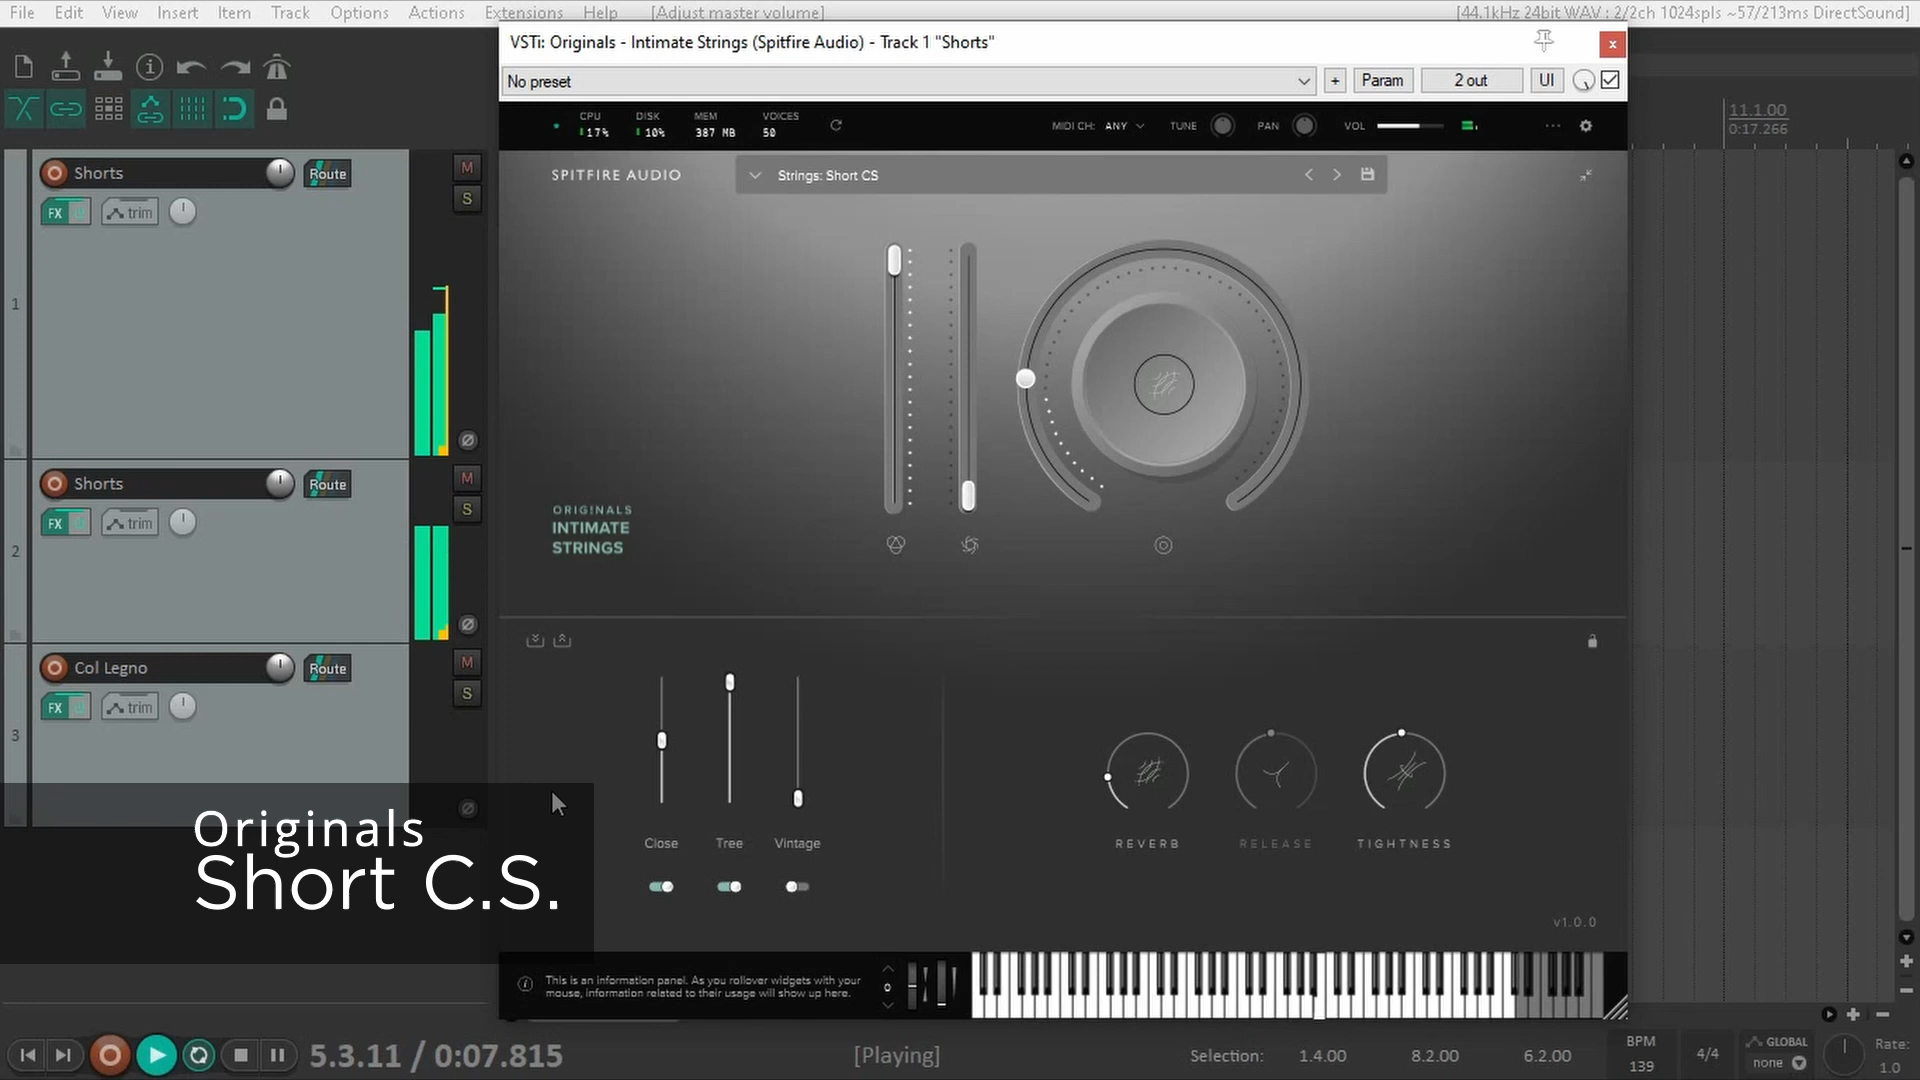 File Edit View Insert Item Track Options Actions Extensions Help [Adjust master volume]
[44.1kHz 24bit WAV : 2/2ch 1024spls ~57/213ms DirectSound]
VSTi: Originals - Intimate Strings (Spitfire Audio) - Track 1 "Shorts"
x
No preset
+
Param
2 out
UI
CPU
17%
DISK
10%
MEM
387 MB
VOICES
50
MIDI CH: ANY
TUNE
PAN
VOL
11.1.00
0:17.266
SPITFIRE AUDIO
Strings: Short CS
1
Shorts
Route
FX
trim
M
S
2
Shorts
Route
FX
trim
M
S
3
Col Legno
Route
FX
trim
M
S
ORIGINALS
INTIMATE
STRINGS
Close
Tree
Vintage
REVERB
RELEASE
TIGHTNESS
v1.0.0
Originals
Short C.S.
This is an information panel. As you rollover widgets with your
mouse, information related to their usage will show up here.
0
5.3.11 / 0:07.815
[Playing]
Selection:
1.4.00
8.2.00
6.2.00
BPM
139
4/4
GLOBAL
none
Rate:
1.0